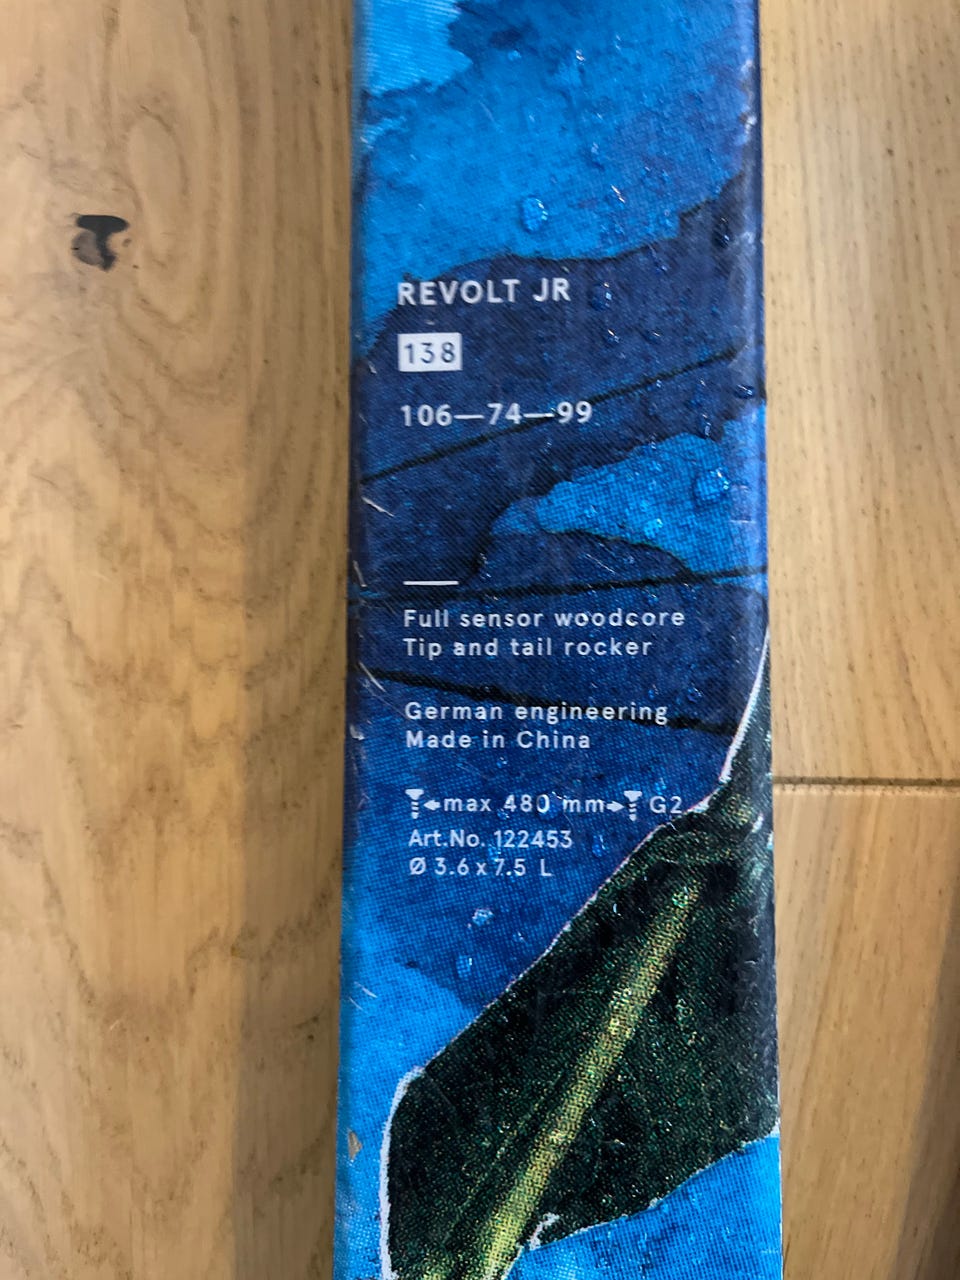 REVOLT JR
138
106—74—99
Full sensor woodcore
Tip and tail rocker
German engineering
Made in China
max 480 mm G2
Art.No. 122453
Ø 3.6 x 7.5 L